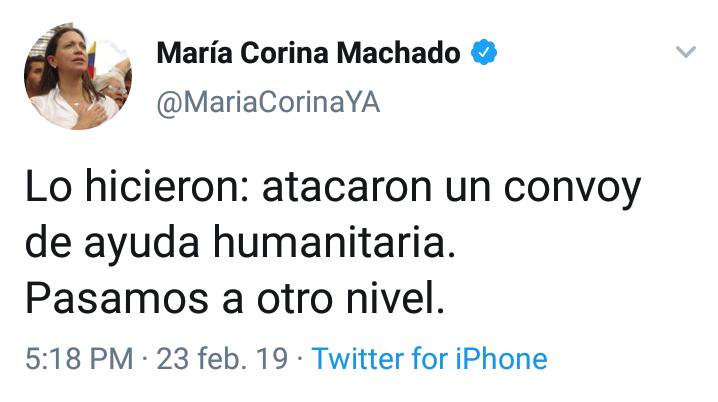 María Corina Machado
@MariaCorinaYA
Lo hicieron: atacaron un convoy
de ayuda humanitaria.
Pasamos a otro nivel.
5:18 PM · 23 feb. 19 · Twitter for iPhone